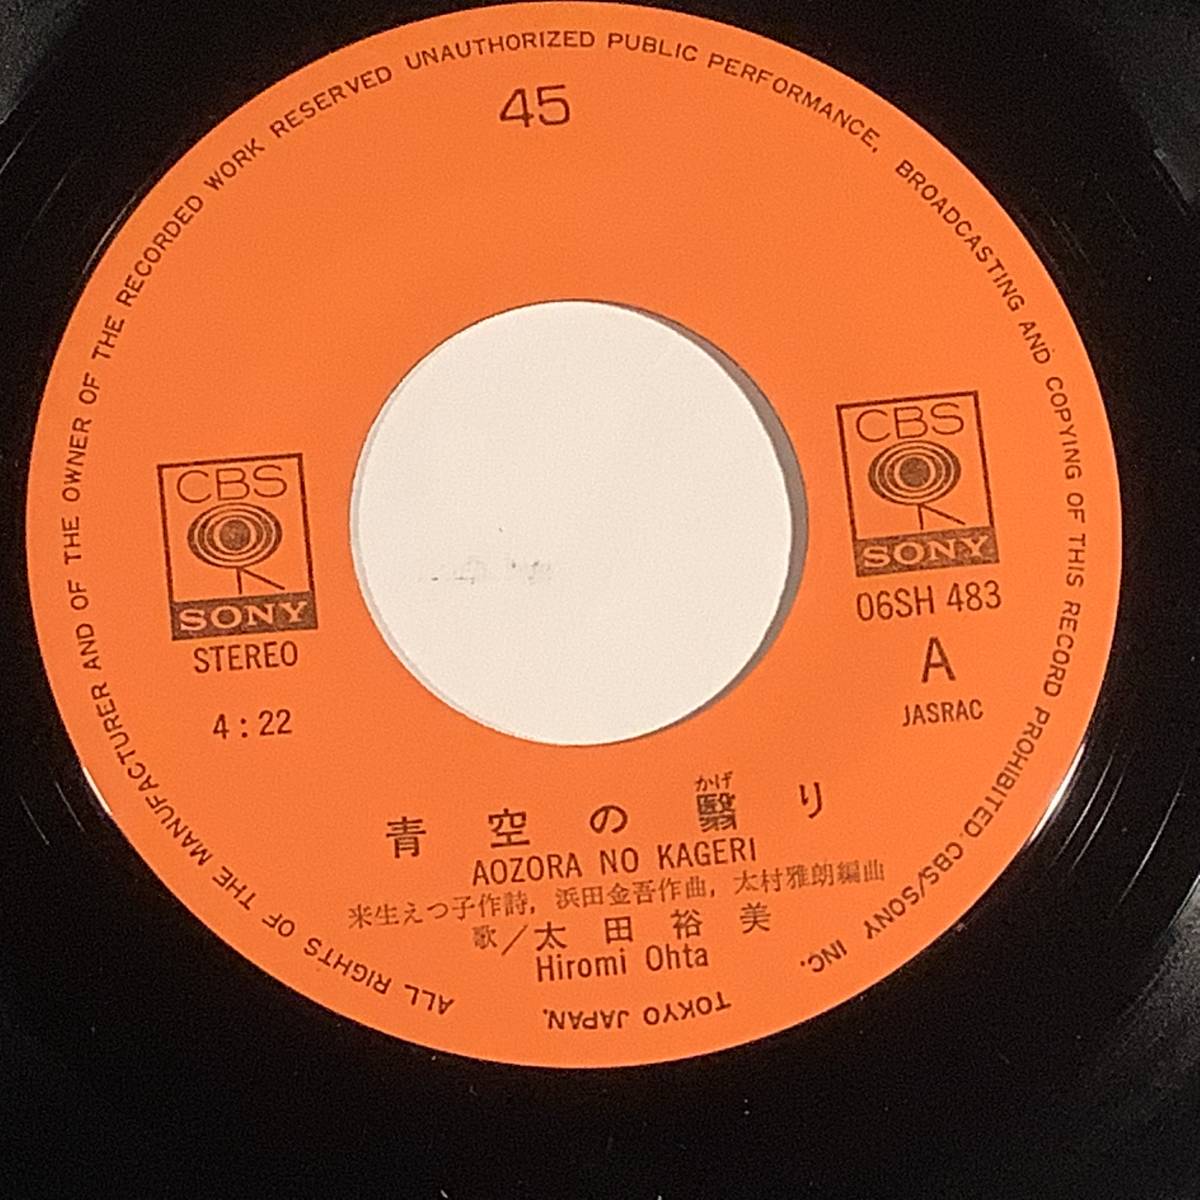 ALL RIGHTS OF THE MANUFACTURER AND OF THE OWNER OF THE RECORDED WORK RESERVED UNAUTHORIZED PUBLIC PERFORMANCE, BROADCASTING AND COPYING OF THIS RECORD PROHIBITED. CBS/SONY INC.
TOKYO JAPAN.
45
CBS
SONY
STEREO
4:22
CBS
SONY
06SH 483
A
JASRAC
かげ
青空の翳り
AOZORA NO KAGERI
来生えつ子作詩, 浜田金吾作曲, 大村雅朗編曲
歌/太田裕美
Hiromi Ohta